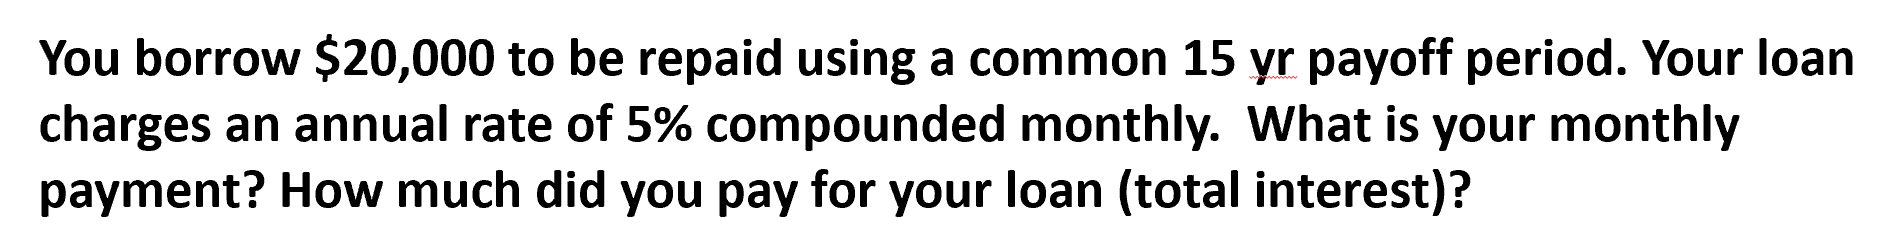 You borrow $20,000 to be repaid using a common 15 yr payoff period. Your loan
charges an annual rate of 5% compounded monthly.  What is your monthly
payment? How much did you pay for your loan (total interest)?